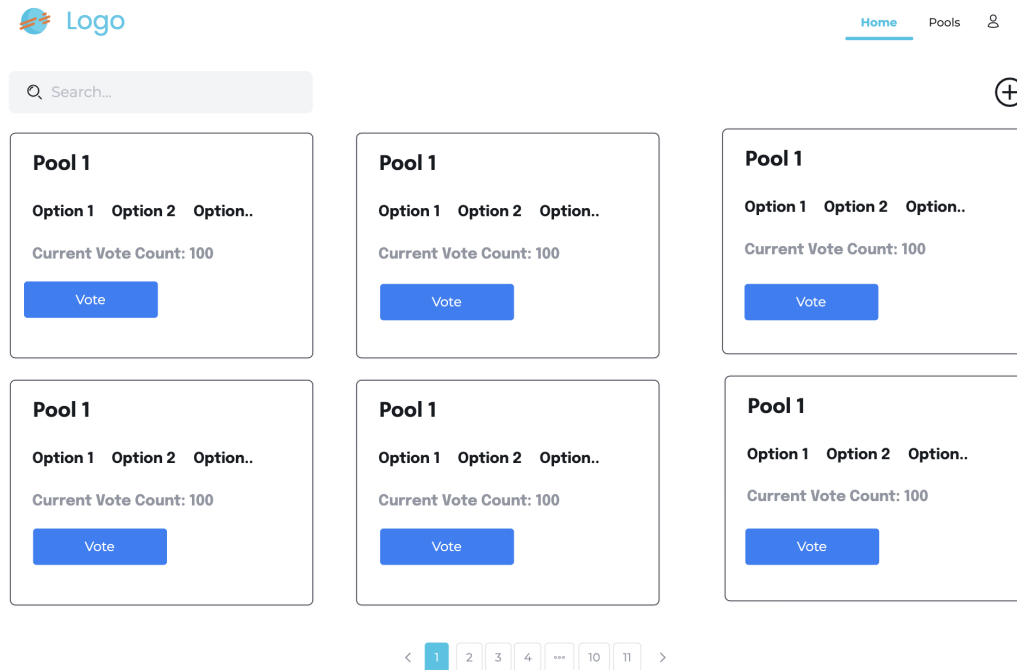 Logo
Home Pools
Search...
Pool 1
Option 1 Option 2 Option..
Current Vote Count: 100
Vote
Pool 1
Option 1 Option 2 Option..
Current Vote Count: 100
Vote
Pool 1
Option 1 Option 2 Option..
Current Vote Count: 100
Vote
Pool 1
Option 1 Option 2 Option..
Current Vote Count: 100
Vote
Pool 1
Option 1 Option 2 Option..
Current Vote Count: 100
Vote
Pool 1
Option 1 Option 2 Option..
Current Vote Count: 100
Vote
1 2 3 4 ••• 10 11